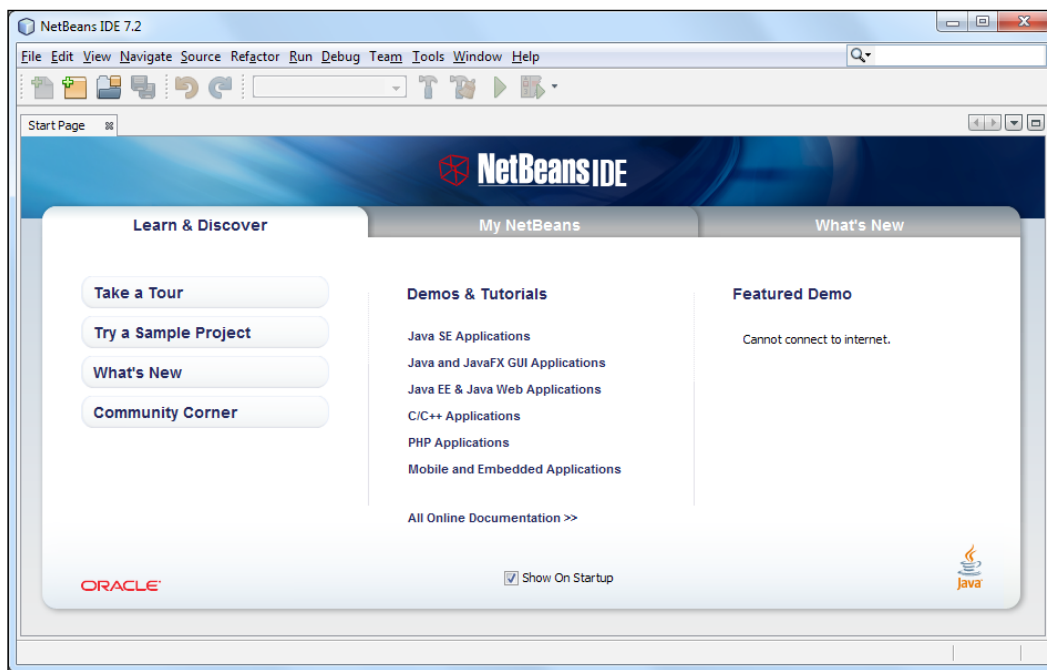 NetBeans IDE 7.2
File Edit View Navigate Source Refactor Run Debug Team Tools Window Help
Start Page
NetBeans IDE
Learn & Discover
My NetBeans
What's New
Take a Tour
Try a Sample Project
What's New
Community Corner
Demos & Tutorials
Java SE Applications
Java and JavaFX GUI Applications
Java EE & Java Web Applications
C/C++ Applications
PHP Applications
Mobile and Embedded Applications
All Online Documentation >>
Featured Demo
Cannot connect to internet.
ORACLE
Show On Startup
Java